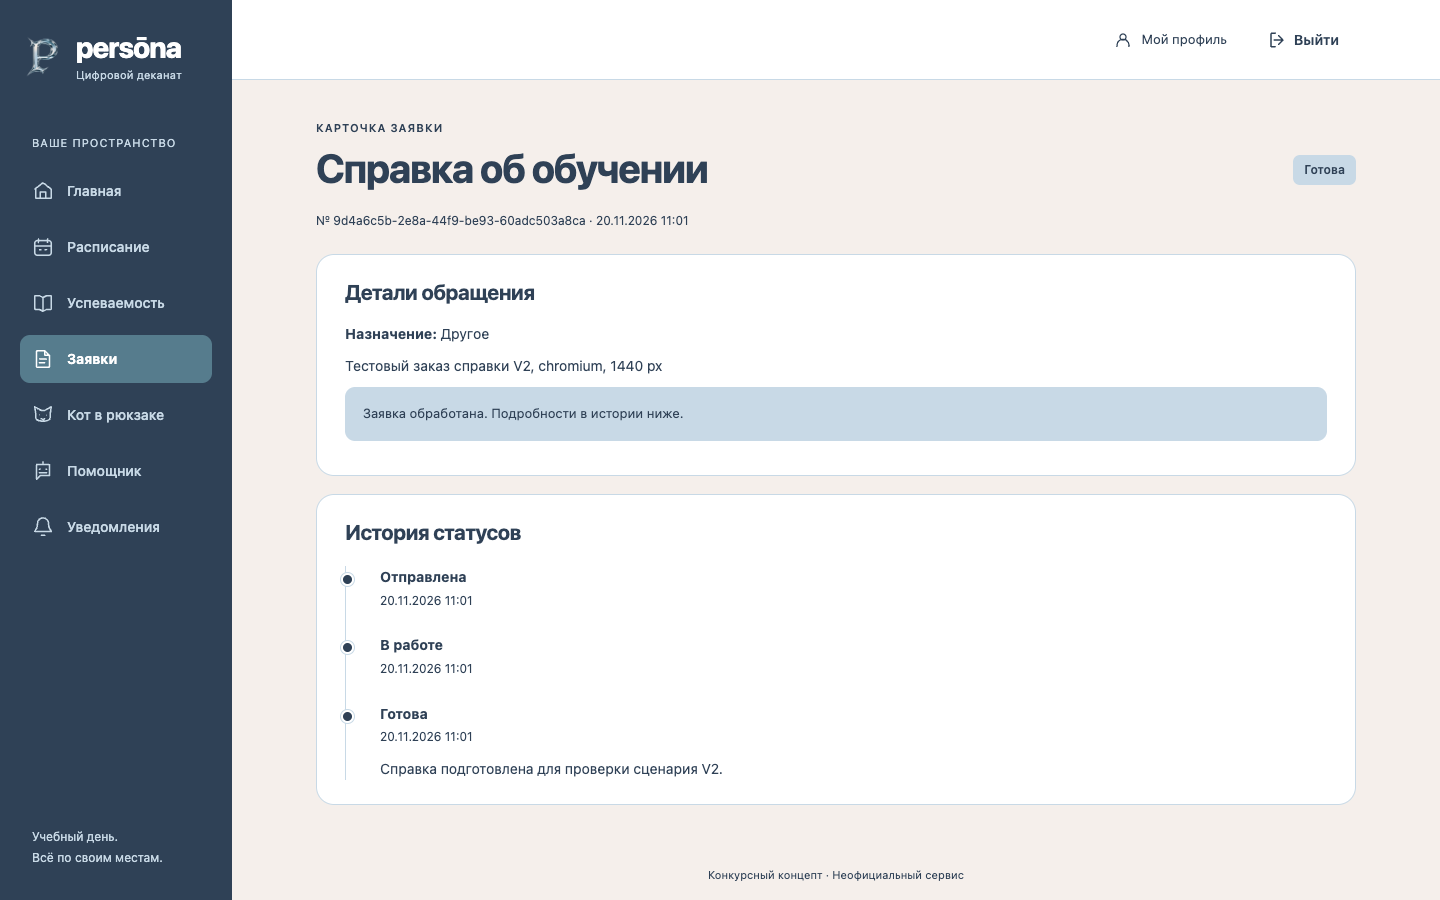 persōna
Цифровой деканат
ВАШЕ ПРОСТРАНСТВО
Главная
Расписание
Успеваемость
Заявки
Кот в рюкзаке
Помощник
Уведомления
Учебный день.
Всё по своим местам.
Мой профиль
Выйти
КАРТОЧКА ЗАЯВКИ
Справка об обучении
Готова
№ 9d4a6c5b-2e8a-44f9-be93-60adc503a8ca · 20.11.2026 11:01
Детали обращения
Назначение: Другое
Тестовый заказ справки V2, chromium, 1440 px
Заявка обработана. Подробности в истории ниже.
История статусов
Отправлена
20.11.2026 11:01
В работе
20.11.2026 11:01
Готова
20.11.2026 11:01
Справка подготовлена для проверки сценария V2.
Конкурсный концепт · Неофициальный сервис